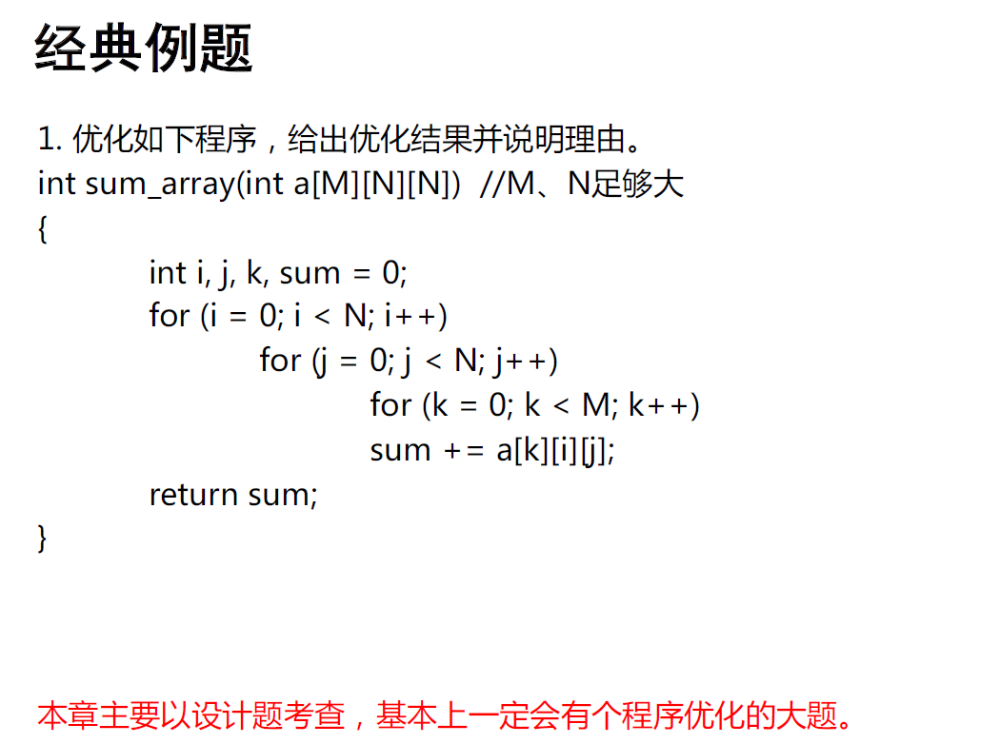 经典例题
1. 优化如下程序，给出优化结果并说明理由。
int sum_array(int a[M][N][N])  //M、N足够大
{
int i, j, k, sum = 0;
for (i = 0; i < N; i++)
for (j = 0; j < N; j++)
for (k = 0; k < M; k++)
sum += a[k][i][j];
return sum;
}
本章主要以设计题考查，基本上一定会有个程序优化的大题。